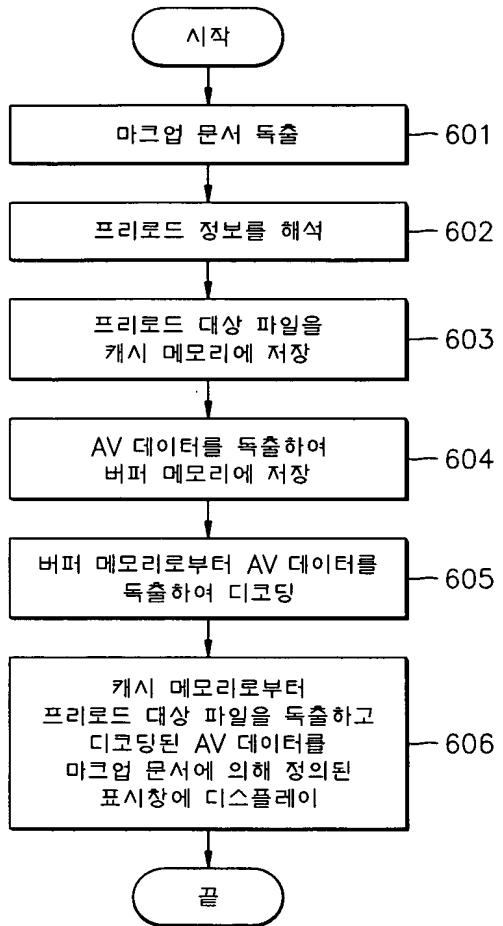 시작
마크업 문서 독출
601
프리로드 정보를 해석
602
프리로드 대상 파일을
캐시 메모리에 저장
603
AV 데이터를 독출하여
버퍼 메모리에 저장
604
버퍼 메모리로부터 AV 데이터를
독출하여 디코딩
605
캐시 메모리로부터
프리로드 대상 파일을 독출하고
디코딩된 AV 데이터를
마크업 문서에 의해 정의된
표시창에 디스플레이
606
끝